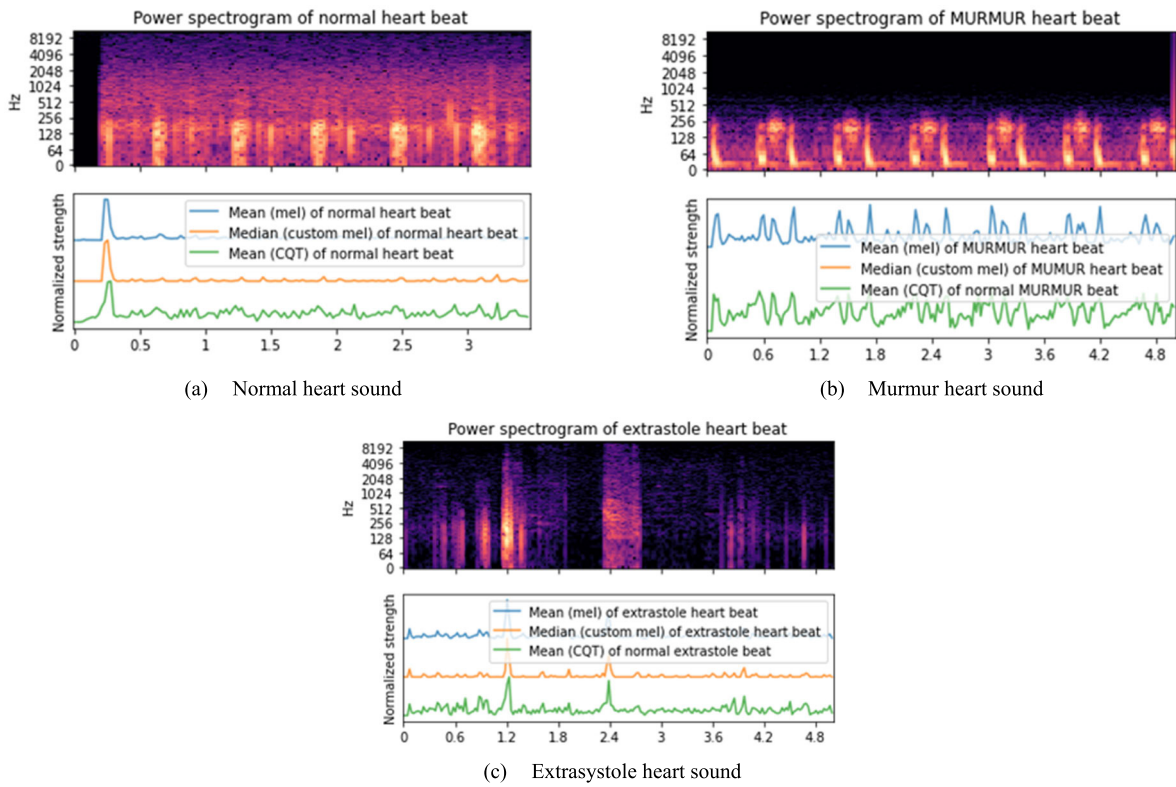 Power spectrogram of normal heart beat
8192
4096
2048
1024
512
256
128
64
0
Hz
Normalized strength
Mean (mel) of normal heart beat
Median (custom mel) of normal heart beat
Mean (CQT) of normal heart beat
0 0.5 1 1.5 2 2.5 3
(a) Normal heart sound
Power spectrogram of MURMUR heart beat
8192
4096
2048
1024
512
256
128
64
0
Hz
Normalized strength
Mean (mel) of MURMUR heart beat
Median (custom mel) of MUMUR heart beat
Mean (CQT) of normal MURMUR beat
0 0.6 1.2 1.8 2.4 3 3.6 4.2 4.8
(b) Murmur heart sound
Power spectrogram of extrastole heart beat
8192
4096
2048
1024
512
256
128
64
0
Hz
Normalized strength
Mean (mel) of extrastole heart beat
Median (custom mel) of extrastole heart beat
Mean (CQT) of normal extrastole beat
0 0.6 1.2 1.8 2.4 3 3.6 4.2 4.8
(c) Extrasystole heart sound